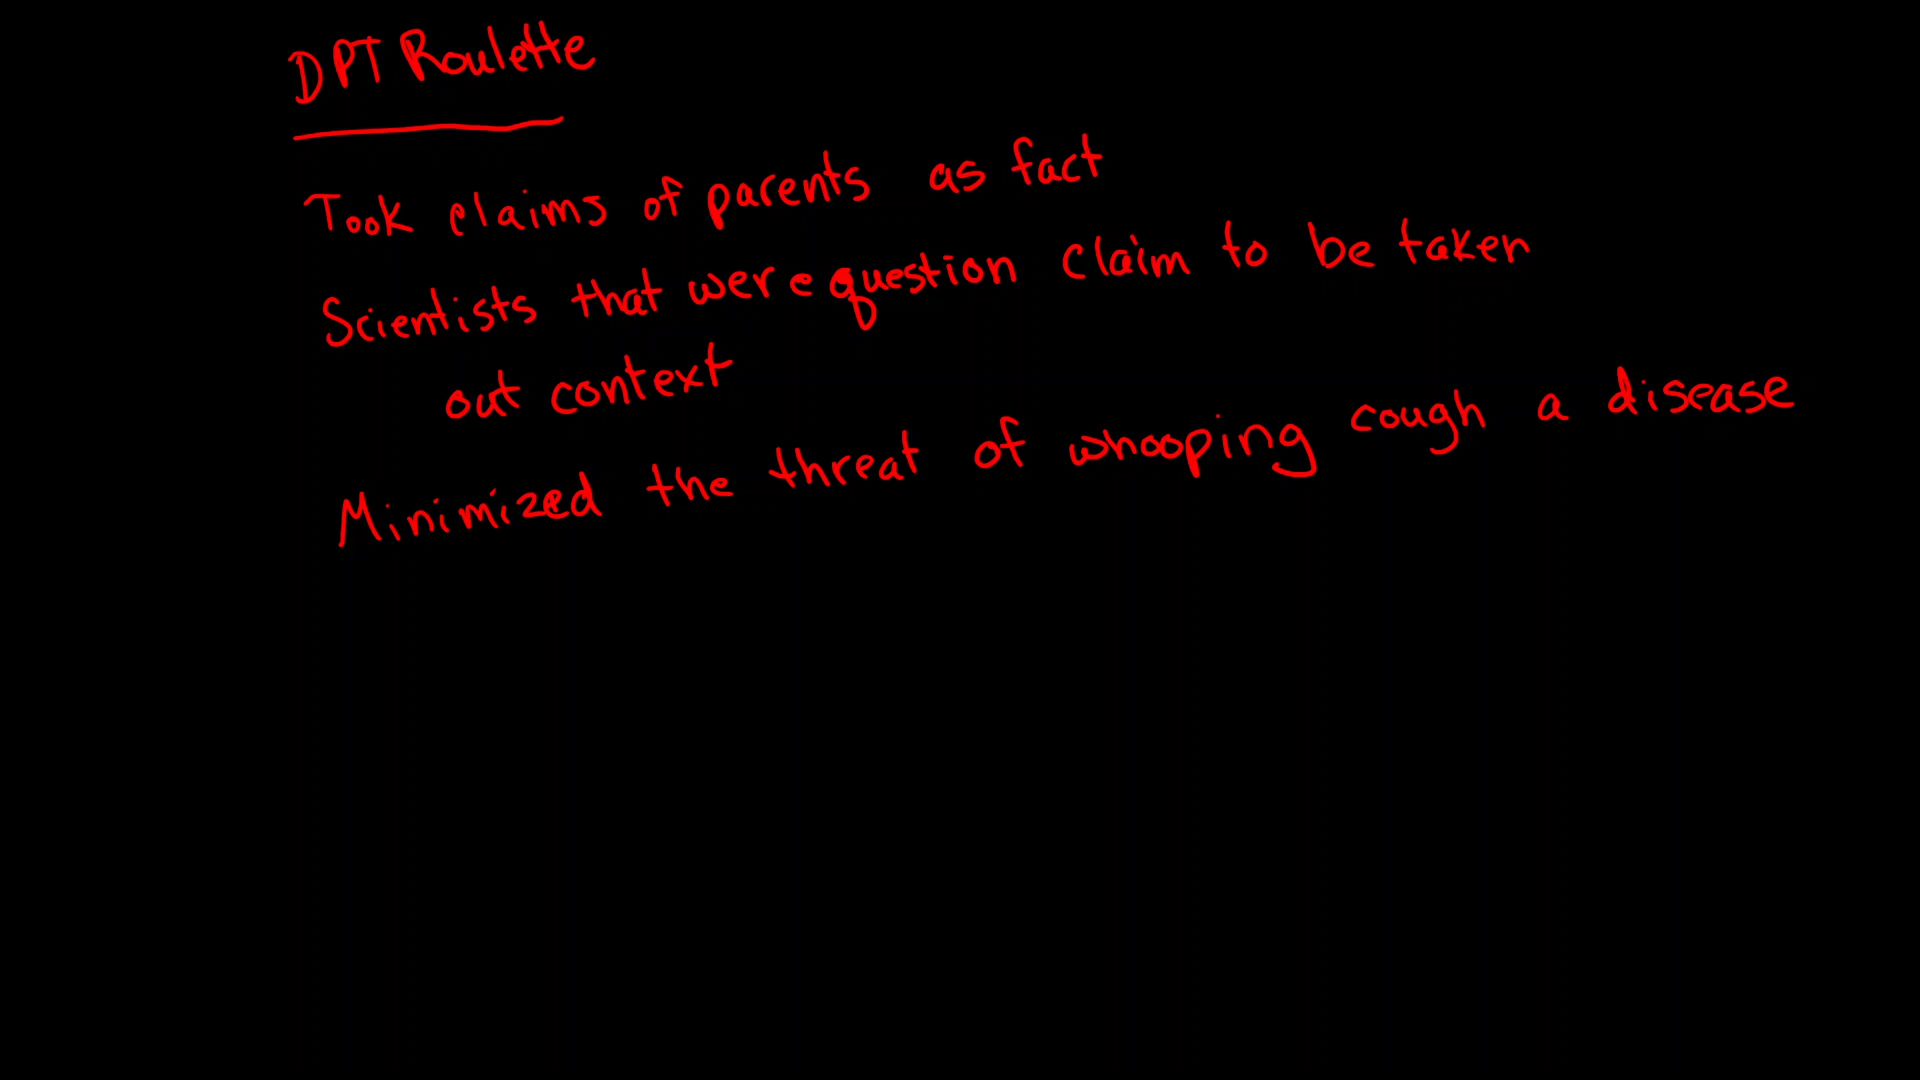 DPT Roulette
Took claims of parents as fact
Scientists that were question claim to be taken
out context
Minimized the threat of whooping cough a disease